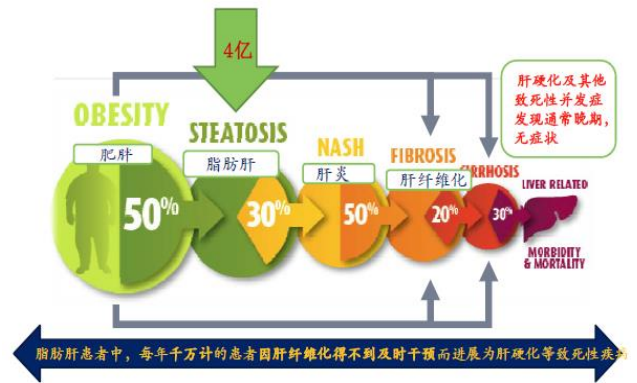 4亿
肝硬化及其他
致死性并发症
发现通常晚期,
无症状
OBESITY
肥胖
50%
STEATOSIS
脂肪肝
30%
NASH
肝炎
50%
FIBROSIS
肝纤维化
20%
CIRRHOSIS
30%
LIVER RELATED
MORBIDITY
& MORTALITY
脂肪肝患者中，每年千万计的患者因肝纤维化得不到及时干预而进展为肝硬化等致死性疾